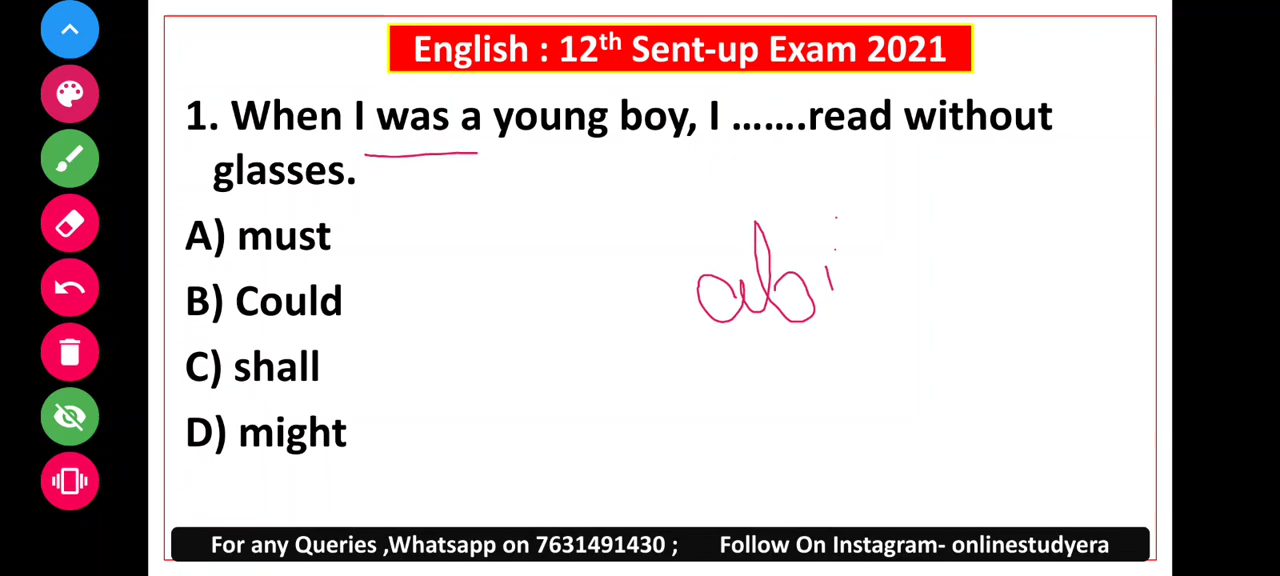 English : 12th Sent-up Exam 2021
1. When I was a young boy, I …….read without
glasses.
A) must
B) Could
C) shall
D) might
abi
For any Queries ,Whatsapp on 7631491430 ; Follow On Instagram- onlinestudyera